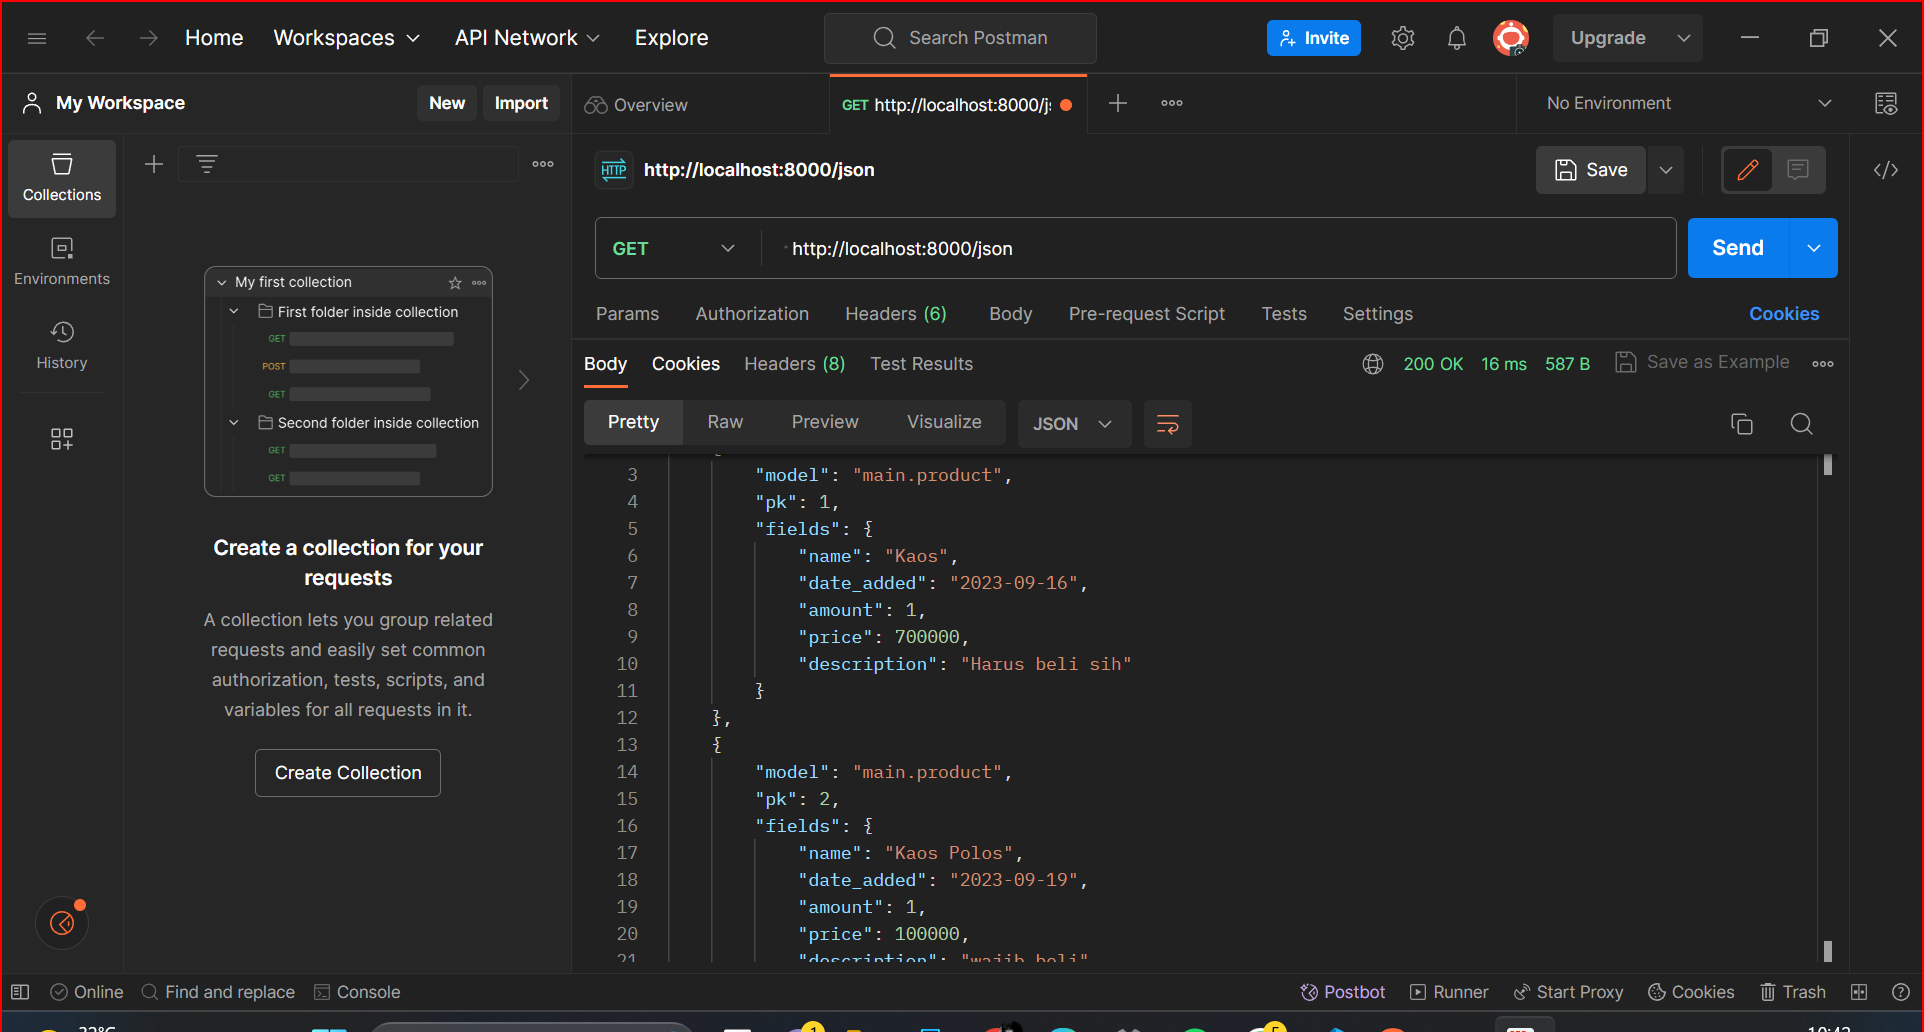 Home Workspaces API Network Explore Search Postman Invite Upgrade
My Workspace New Import Overview GET http://localhost:8000/js No Environment
Collections
Environments
History
My first collection
First folder inside collection
GET
POST
GET
Second folder inside collection
GET
GET
Create a collection for your
requests
A collection lets you group related
requests and easily set common
authorization, tests, scripts, and
variables for all requests in it.
Create Collection
HTTP http://localhost:8000/json Save
GET http://localhost:8000/json Send
Params Authorization Headers (6) Body Pre-request Script Tests Settings Cookies
Body Cookies Headers (8) Test Results 200 OK 16 ms 587 B Save as Example
Pretty Raw Preview Visualize JSON
3 "model": "main.product",
4 "pk": 1,
5 "fields": {
6 "name": "Kaos",
7 "date_added": "2023-09-16",
8 "amount": 1,
9 "price": 700000,
10 "description": "Harus beli sih"
11 }
12 },
13 {
14 "model": "main.product",
15 "pk": 2,
16 "fields": {
17 "name": "Kaos Polos",
18 "date_added": "2023-09-19",
19 "amount": 1,
20 "price": 100000,
21 "description": "wajib beli"
Online Find and replace Console Postbot Runner Start Proxy Cookies Trash